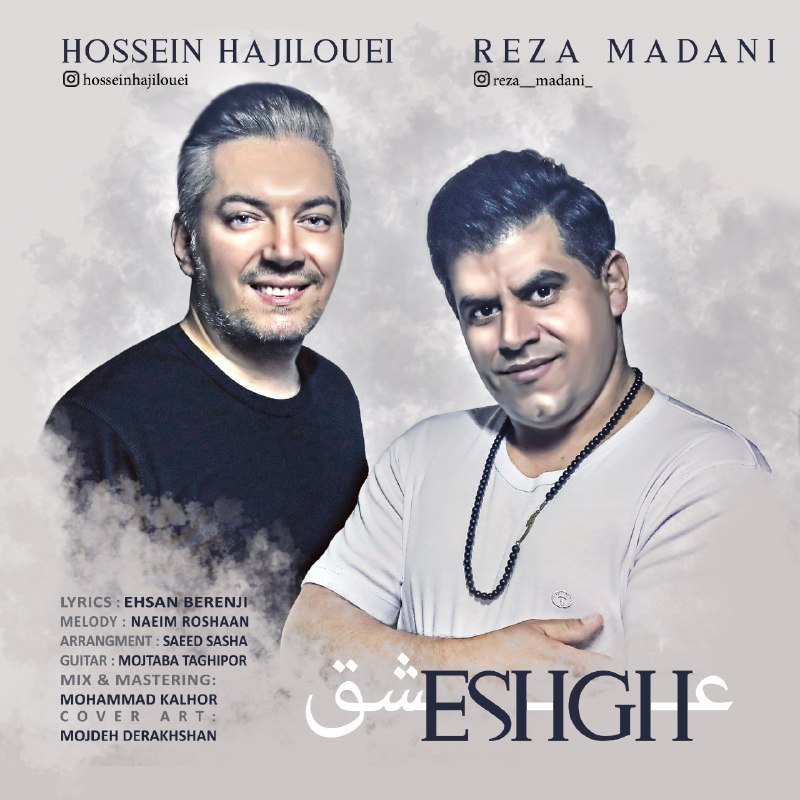 HOSSEIN HAJILOUEI
hosseinhajilouei
REZA MADANI
reza__madani_
LYRICS : EHSAN BERENJI
MELODY : NAEIM ROSHAAN
ARRANGMENT : SAEED SASHA
GUITAR : MOJTABA TAGHIPOR
MIX & MASTERING:
MOHAMMAD KALHOR
COVER ART:
MOJDEH DERAKHSHAN
عشق
ESHGH